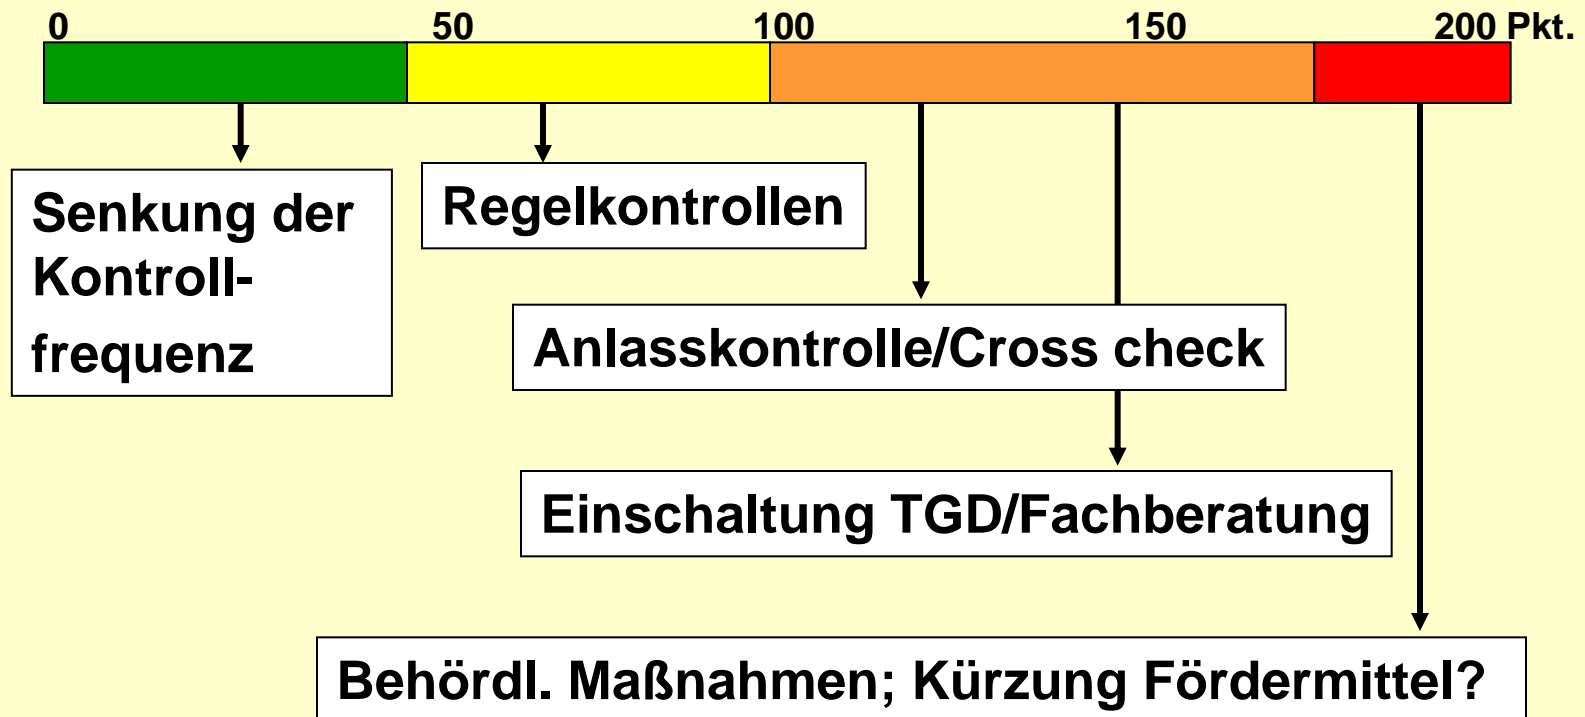 0 50 100 150 200 Pkt.
Senkung der
Kontroll-
frequenz
Regelkontrollen
Anlasskontrolle/Cross check
Einschaltung TGD/Fachberatung
Behördl. Maßnahmen; Kürzung Fördermittel?